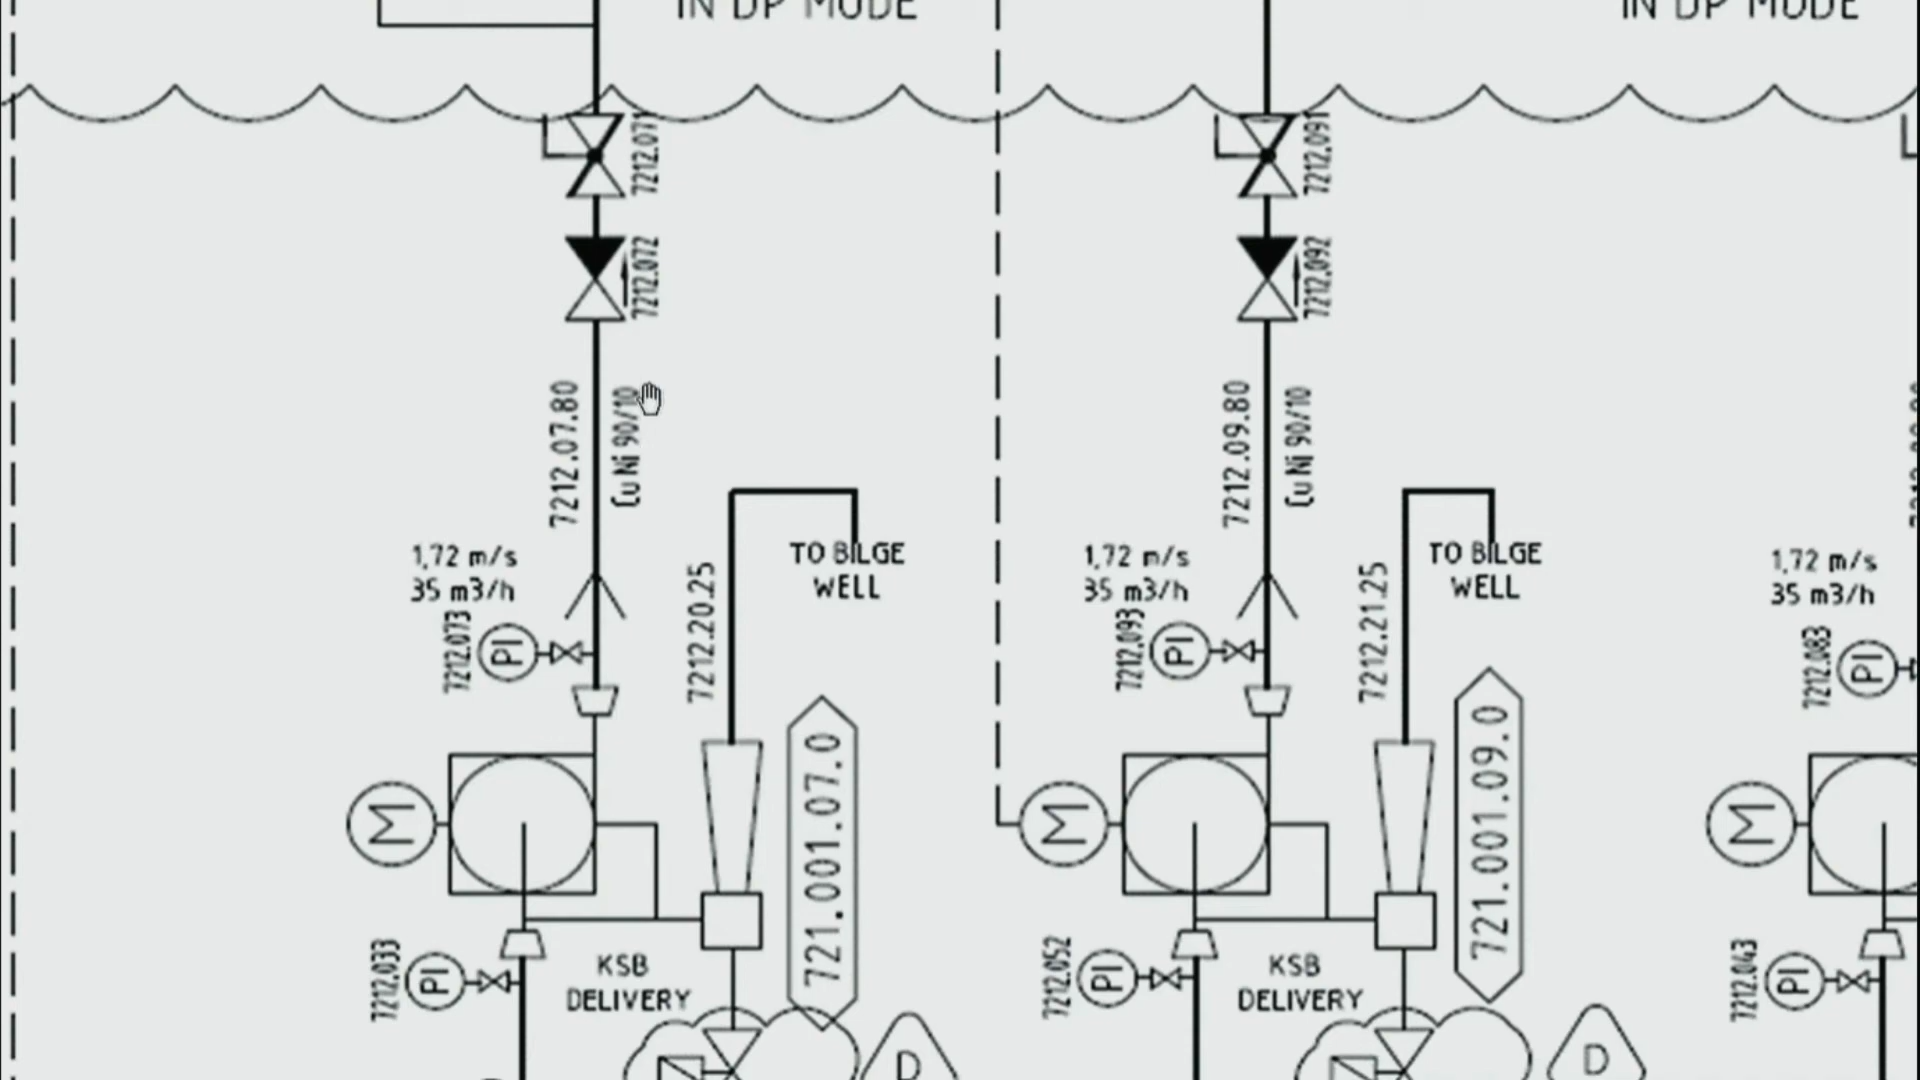 IN DP MODE
IN DP MODE
7212.071
7212.091
7212.072
7212.092
7212.07.80
Cu Ni 90/10
7212.09.80
Cu Ni 90/10
1,72 m/s
35 m3/h
TO BILGE
WELL
1,72 m/s
35 m3/h
TO BILGE
WELL
1,72 m/s
35 m3/h
7212.073
PI
7212.20.25
7212.093
PI
7212.21.25
7212.083
PI
M
721.001.07.0
M
721.001.09.0
M
7212.033
PI
KSB
DELIVERY
7212.052
PI
KSB
DELIVERY
7212.043
PI
D
D